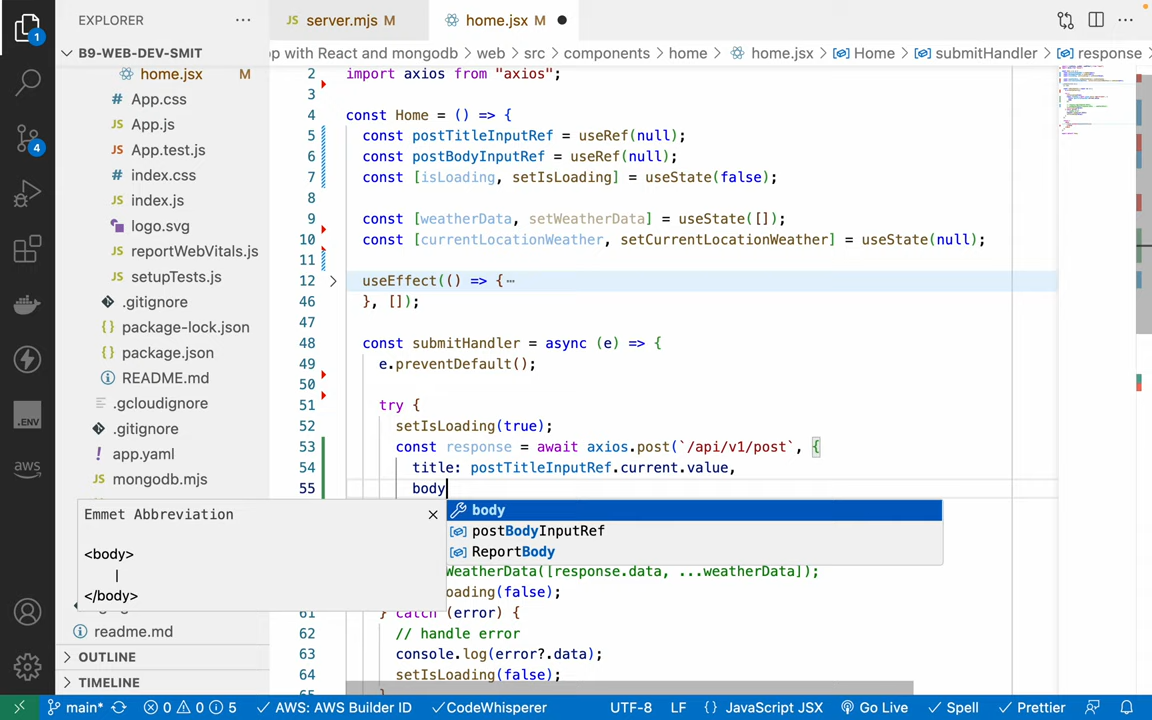 EXPLORER
server.mjs M
home.jsx M
B9-WEB-DEV-SMIT
op with React and mongodb › web › src › components › home › home.jsx › Home › submitHandler › response
home.jsx M
App.css
App.js
App.test.js
index.css
index.js
logo.svg
reportWebVitals.js
setupTests.js
.gitignore
package-lock.json
package.json
README.md
.gcloudignore
.gitignore
app.yaml
mongodb.mjs
readme.md
OUTLINE
TIMELINE
1
4
.ENV
aws
2 import axios from "axios";
3
4 const Home = () => {
5 const postTitleInputRef = useRef(null);
6 const postBodyInputRef = useRef(null);
7 const [isLoading, setIsLoading] = useState(false);
8
9 const [weatherData, setWeatherData] = useState([]);
10 const [currentLocationWeather, setCurrentLocationWeather] = useState(null);
11
12 useEffect(() => {⋯
46 }, []);
47
48 const submitHandler = async (e) => {
49 e.preventDefault();
50
51 try {
52 setIsLoading(true);
53 const response = await axios.post(`/api/v1/post`, {
54 title: postTitleInputRef.current.value,
55 body
Emmet Abbreviation
<body>
|
</body>
body
postBodyInputRef
ReportBody
WeatherData([response.data, ...weatherData]);
oading(false);
61 } catch (error) {
62 // handle error
63 console.log(error?.data);
64 setIsLoading(false);
65 }
main* 0 0 5 AWS: AWS Builder ID CodeWhisperer UTF-8 LF {} JavaScript JSX Go Live Spell Prettier